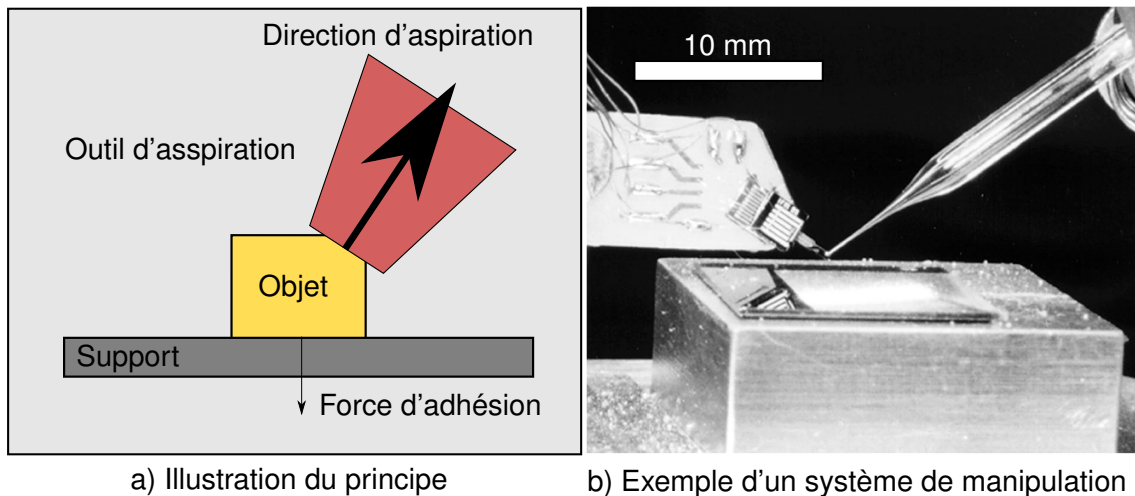 Direction d'aspiration
Outil d'asspiration
Objet
Support
Force d'adhésion
a) Illustration du principe
10 mm
b) Exemple d'un système de manipulation